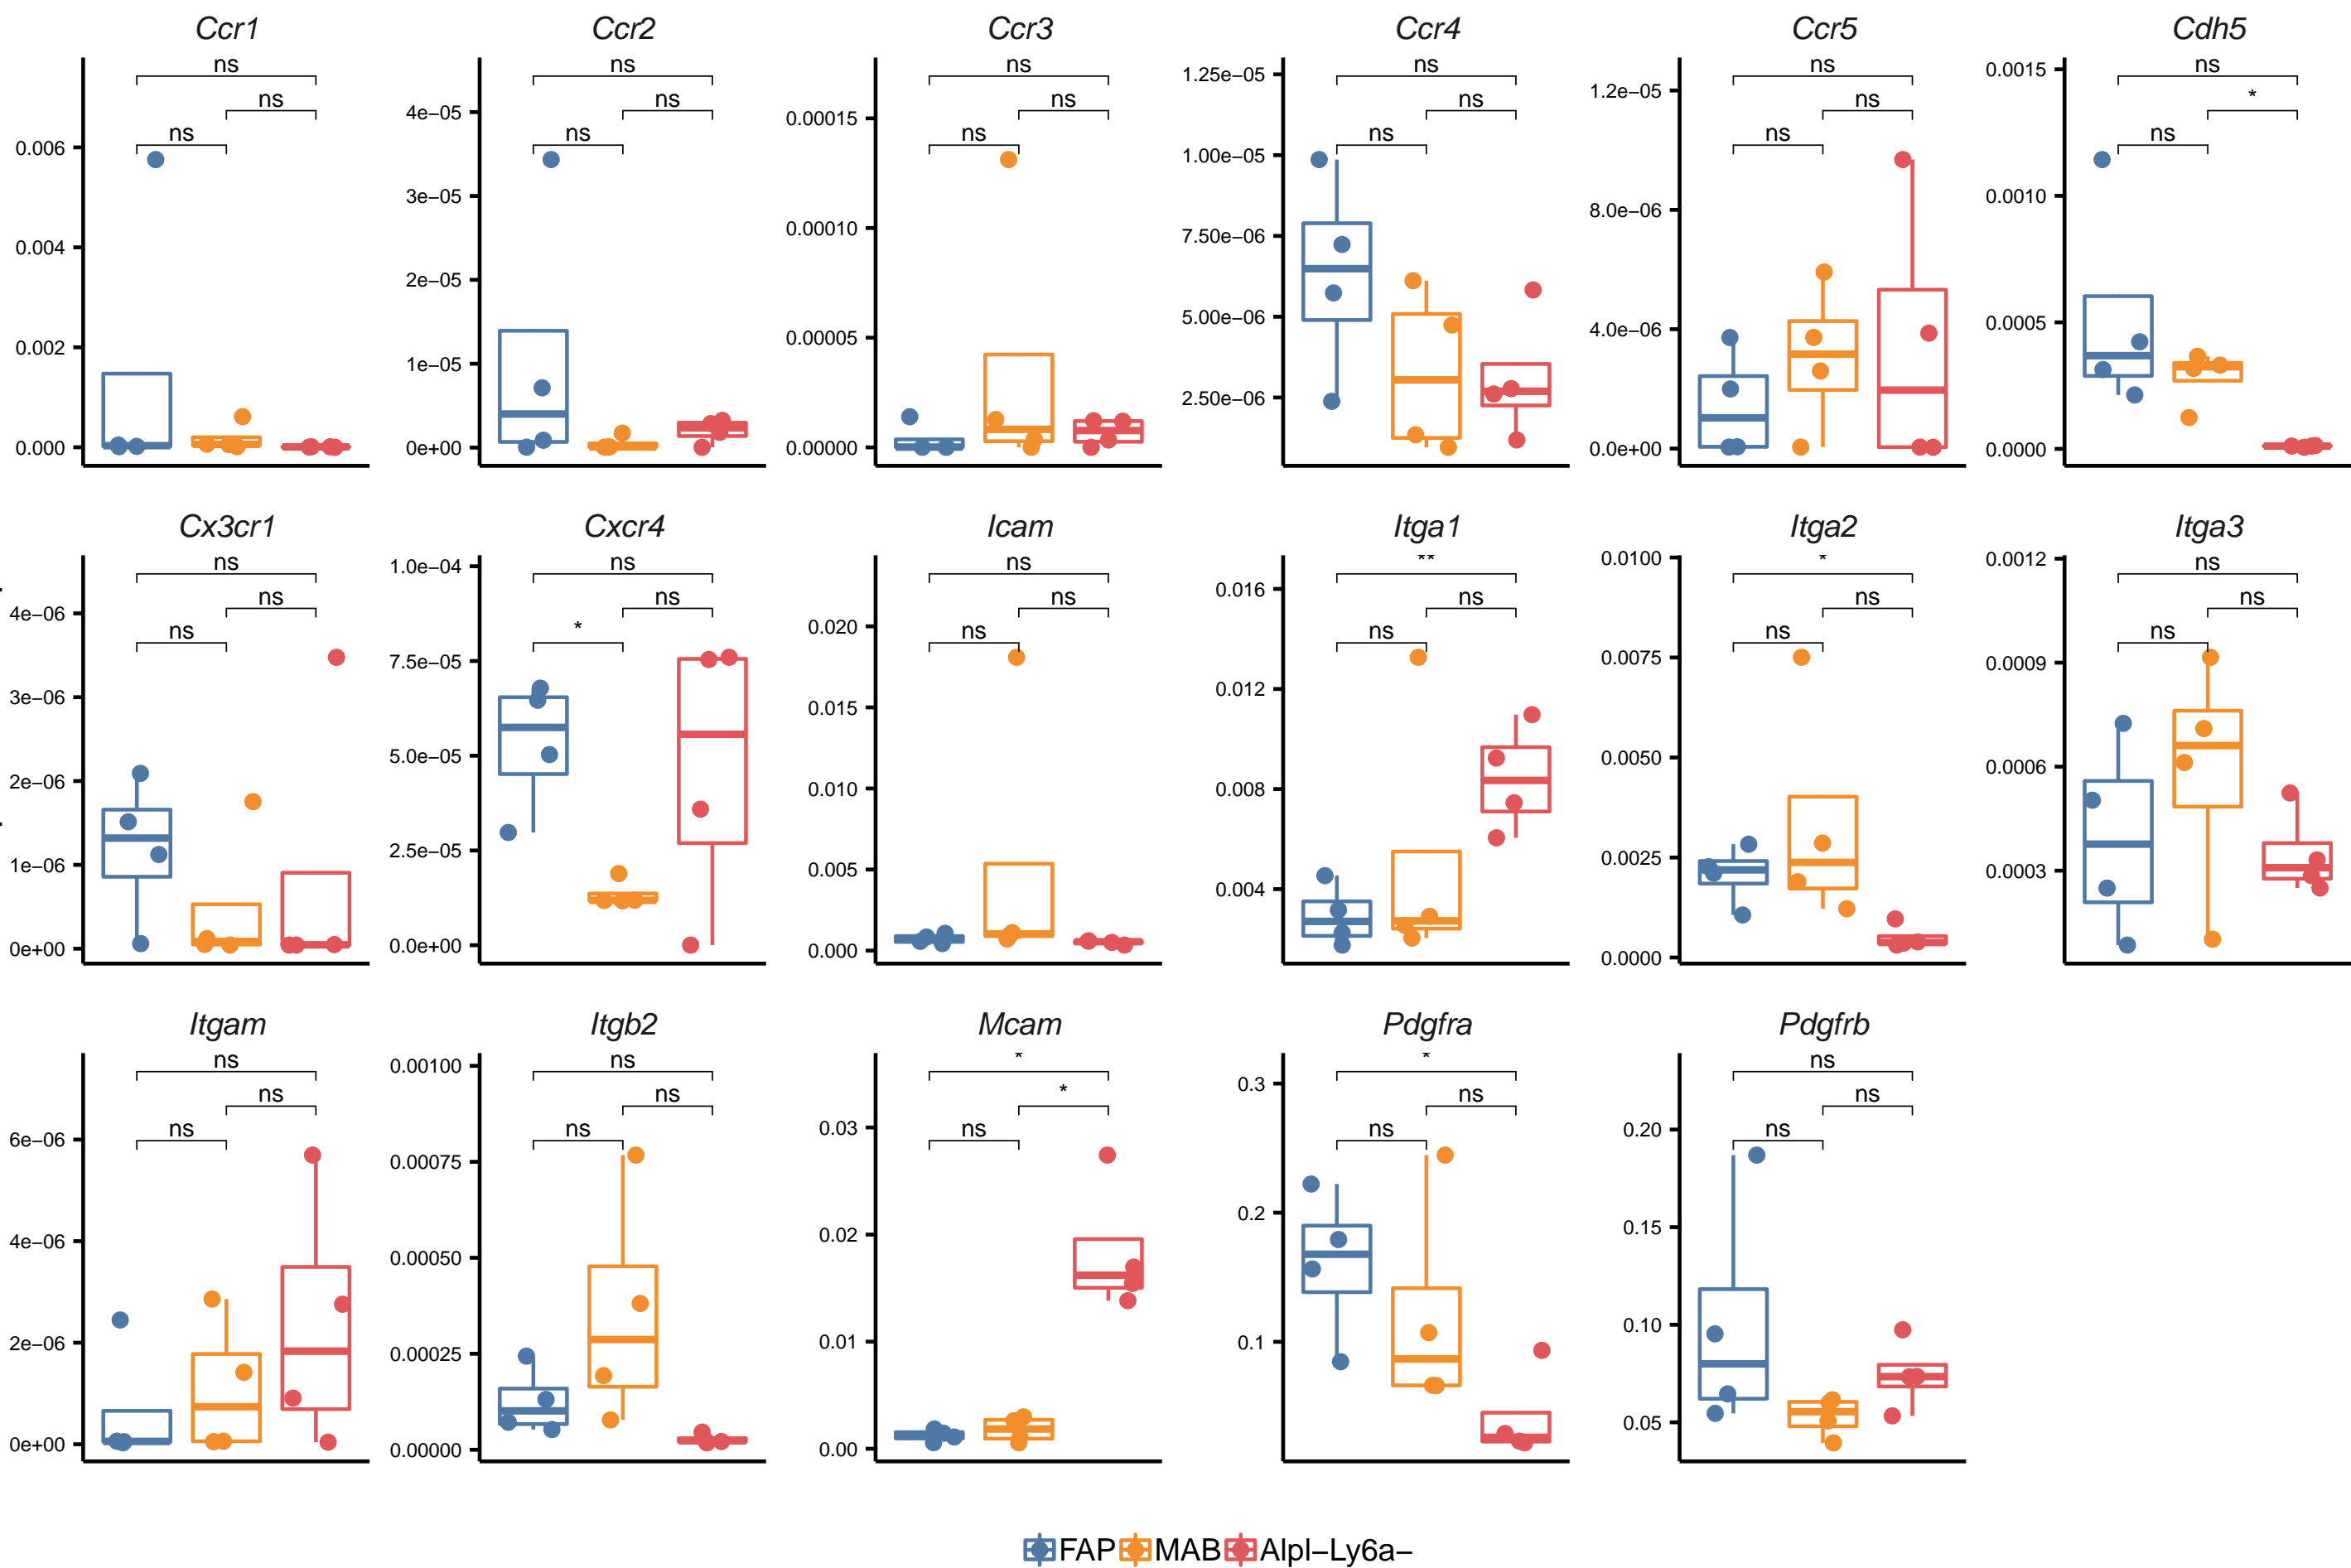 Ccr1 Ccr2 Ccr3 Ccr4 Ccr5 Cdh5
ns ns ns
0.006
0.004
0.002
0.000
ns ns ns
4e−05
3e−05
2e−05
1e−05
0e+00
ns ns ns
0.00015
0.00010
0.00005
0.00000
ns ns ns
1.25e−05
1.00e−05
7.50e−06
5.00e−06
2.50e−06
ns ns ns
1.2e−05
8.0e−06
4.0e−06
0.0e+00
ns * ns
0.0015
0.0010
0.0005
0.0000
Cx3cr1 Cxcr4 Icam Itga1 Itga2 Itga3
ns ns ns
4e−06
3e−06
2e−06
1e−06
0e+00
ns ns *
1.0e−04
7.5e−05
5.0e−05
2.5e−05
0.0e+00
ns ns ns
0.020
0.015
0.010
0.005
0.000
** ns ns
0.016
0.012
0.008
0.004
* ns ns
0.0100
0.0075
0.0050
0.0025
0.0000
ns ns ns
0.0012
0.0009
0.0006
0.0003
Itgam Itgb2 Mcam Pdgfra Pdgfrb
ns ns ns
6e−06
4e−06
2e−06
0e+00
ns ns ns
0.00100
0.00075
0.00050
0.00025
0.00000
* * ns
0.03
0.02
0.01
0.00
* ns ns
0.3
0.2
0.1
ns ns ns
0.20
0.15
0.10
0.05
FAP MAB Alpl−Ly6a−